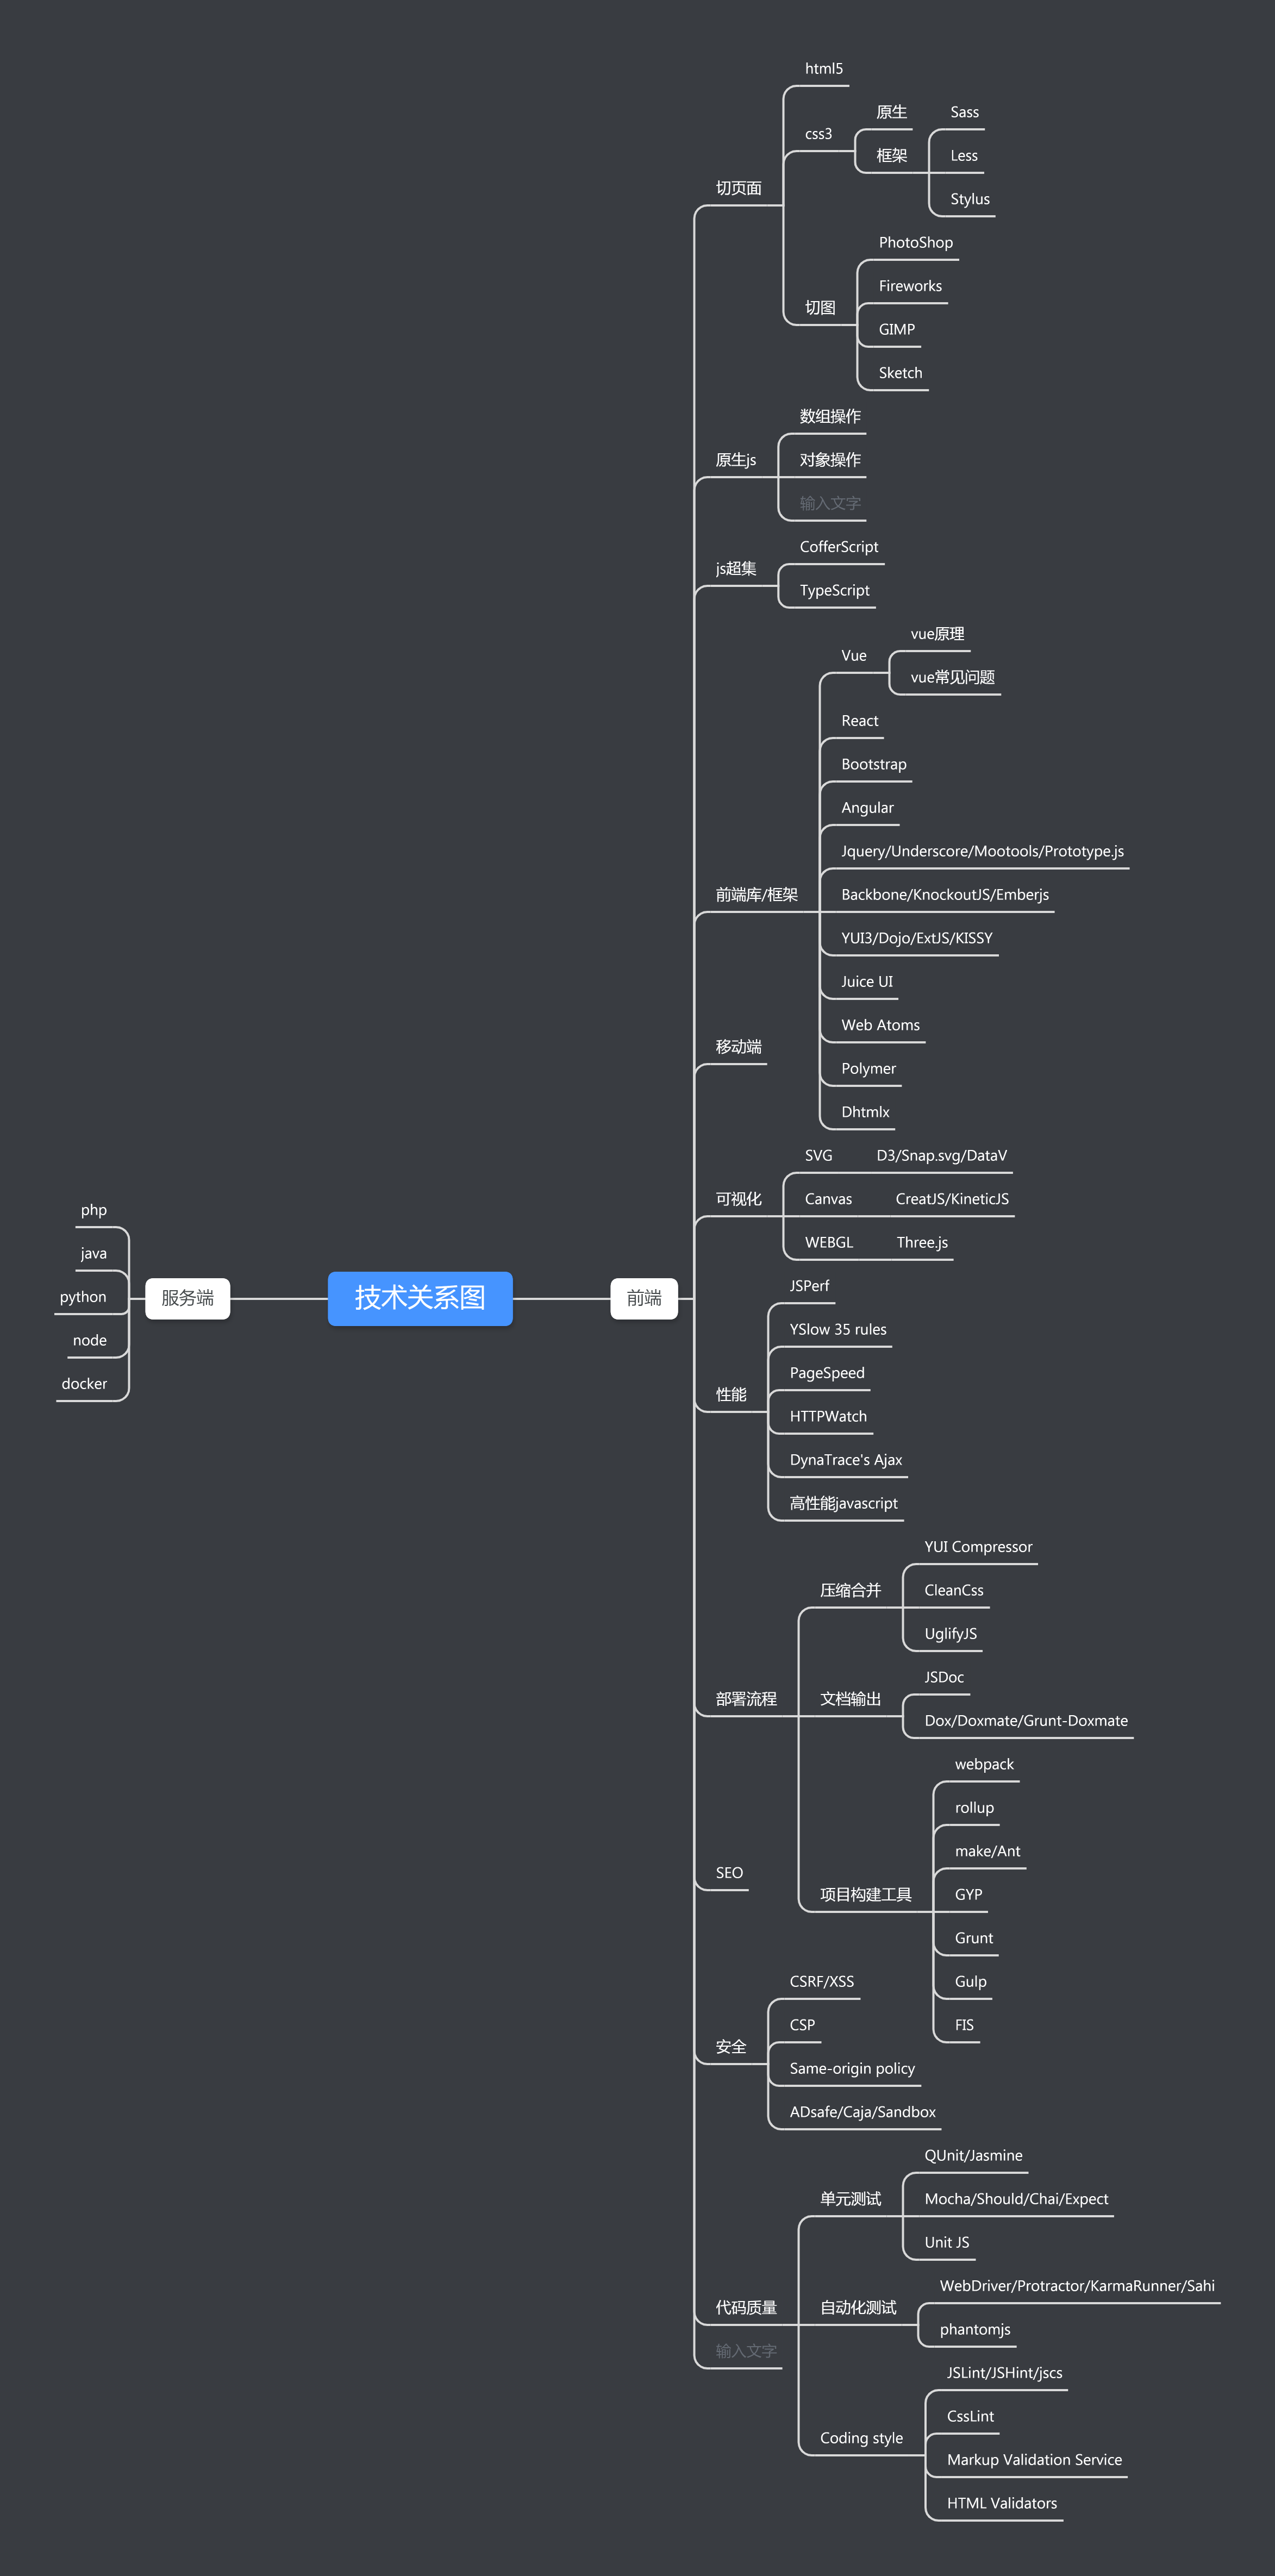 技术关系图
服务端
php
java
python
node
docker
前端
切页面
html5
css3
原生
框架
Sass
Less
Stylus
切图
PhotoShop
Fireworks
GIMP
Sketch
原生js
数组操作
对象操作
输入文字
js超集
CofferScript
TypeScript
前端库/框架
Vue
vue原理
vue常见问题
React
Bootstrap
Angular
Jquery/Underscore/Mootools/Prototype.js
Backbone/KnockoutJS/Emberjs
YUI3/Dojo/ExtJS/KISSY
Juice UI
Web Atoms
Polymer
Dhtmlx
移动端
可视化
SVG
D3/Snap.svg/DataV
Canvas
CreatJS/KineticJS
WEBGL
Three.js
性能
JSPerf
YSlow 35 rules
PageSpeed
HTTPWatch
DynaTrace's Ajax
高性能javascript
部署流程
压缩合并
YUI Compressor
CleanCss
UglifyJS
文档输出
JSDoc
Dox/Doxmate/Grunt-Doxmate
项目构建工具
webpack
rollup
make/Ant
GYP
Grunt
Gulp
FIS
SEO
安全
CSRF/XSS
CSP
Same-origin policy
ADsafe/Caja/Sandbox
代码质量
单元测试
QUnit/Jasmine
Mocha/Should/Chai/Expect
Unit JS
自动化测试
WebDriver/Protractor/KarmaRunner/Sahi
phantomjs
Coding style
JSLint/JSHint/jscs
CssLint
Markup Validation Service
HTML Validators
输入文字